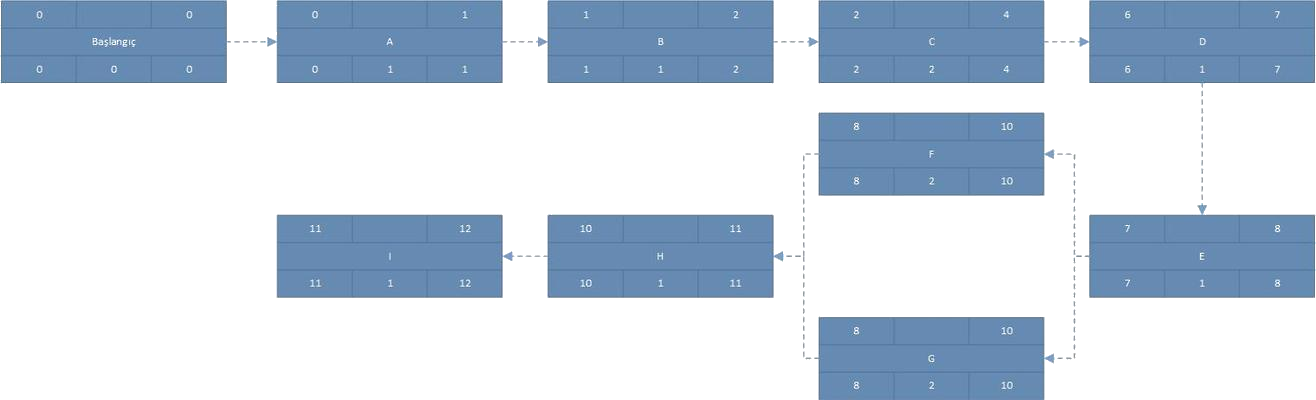 0 0
Başlangıç
0 0 0
0 1
A
0 1 1
1 2
B
1 1 2
2 4
C
2 2 4
6 7
D
6 1 7
8 10
F
8 2 10
7 8
E
7 1 8
10 11
H
10 1 11
11 12
I
11 1 12
8 10
G
8 2 10